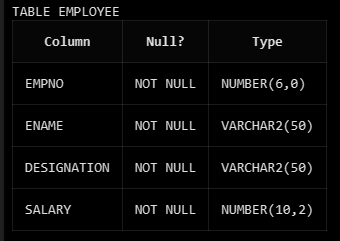 TABLE EMPLOYEE
Column Null? Type
EMPNO NOT NULL NUMBER(6,0)
ENAME NOT NULL VARCHAR2(50)
DESIGNATION NOT NULL VARCHAR2(50)
SALARY NOT NULL NUMBER(10,2)